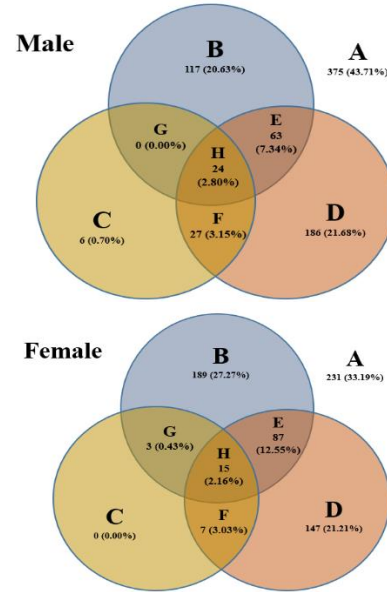 Male
B
117 (20.63%)
A
375 (43.71%)
G
0 (0.00%)
E
63
(7.34%)
H
24
(2.80%)
C
6 (0.70%)
F
27 (3.15%)
D
186 (21.68%)
Female
B
189 (27.27%)
A
231 (33.19%)
G
3 (0.43%)
E
87
(12.55%)
H
15
(2.16%)
C
0 (0.00%)
F
7 (3.03%)
D
147 (21.21%)